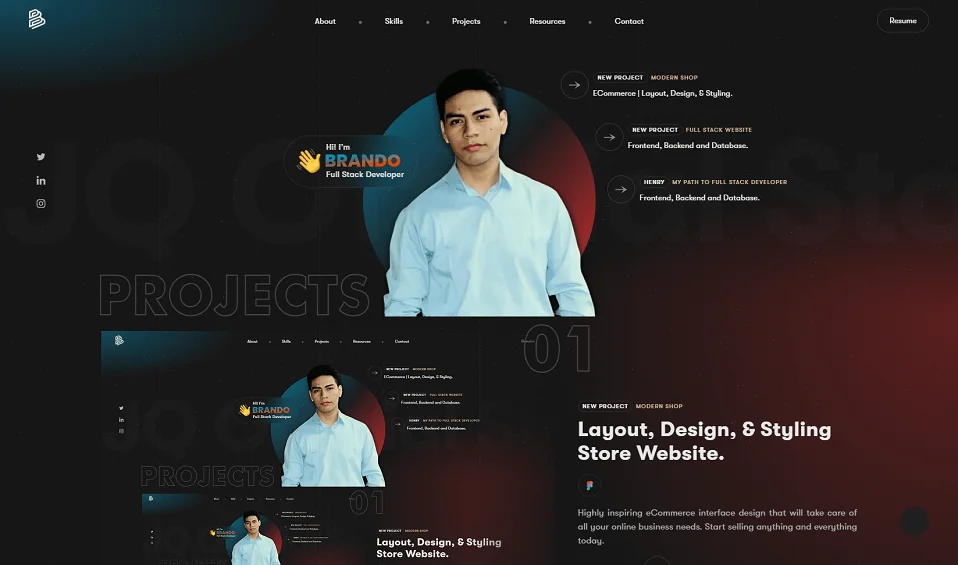 About
Skills
Projects
Resources
Contact
Resume
NEW PROJECT MODERN SHOP
ECommerce | Layout, Design, & Styling.
Hi! I'm
BRANDO
Full Stack Developer
NEW PROJECT FULL STACK WEBSITE
Frontend, Backend and Database.
HENRY MY PATH TO FULL STACK DEVELOPER
Frontend, Backend and Database.
PROJECTS
01
About
Skills
Projects
Resources
Contact
NEW PROJECT MODERN SHOP
ECommerce | Layout, Design, & Styling.
Hi! I'm
BRANDO
Full Stack Developer
NEW PROJECT FULL STACK WEBSITE
Frontend, Backend and Database.
HENRY MY PATH TO FULL STACK DEVELOPER
Frontend, Backend and Database.
PROJECTS
01
BRANDO
NEW PROJECT MODERN SHOP
Layout, Design, & Styling
Store Website.
NEW PROJECT MODERN SHOP
Layout, Design, & Styling
Store Website.
Highly inspiring eCommerce interface design that will take care of
all your online business needs. Start selling anything and everything
today.